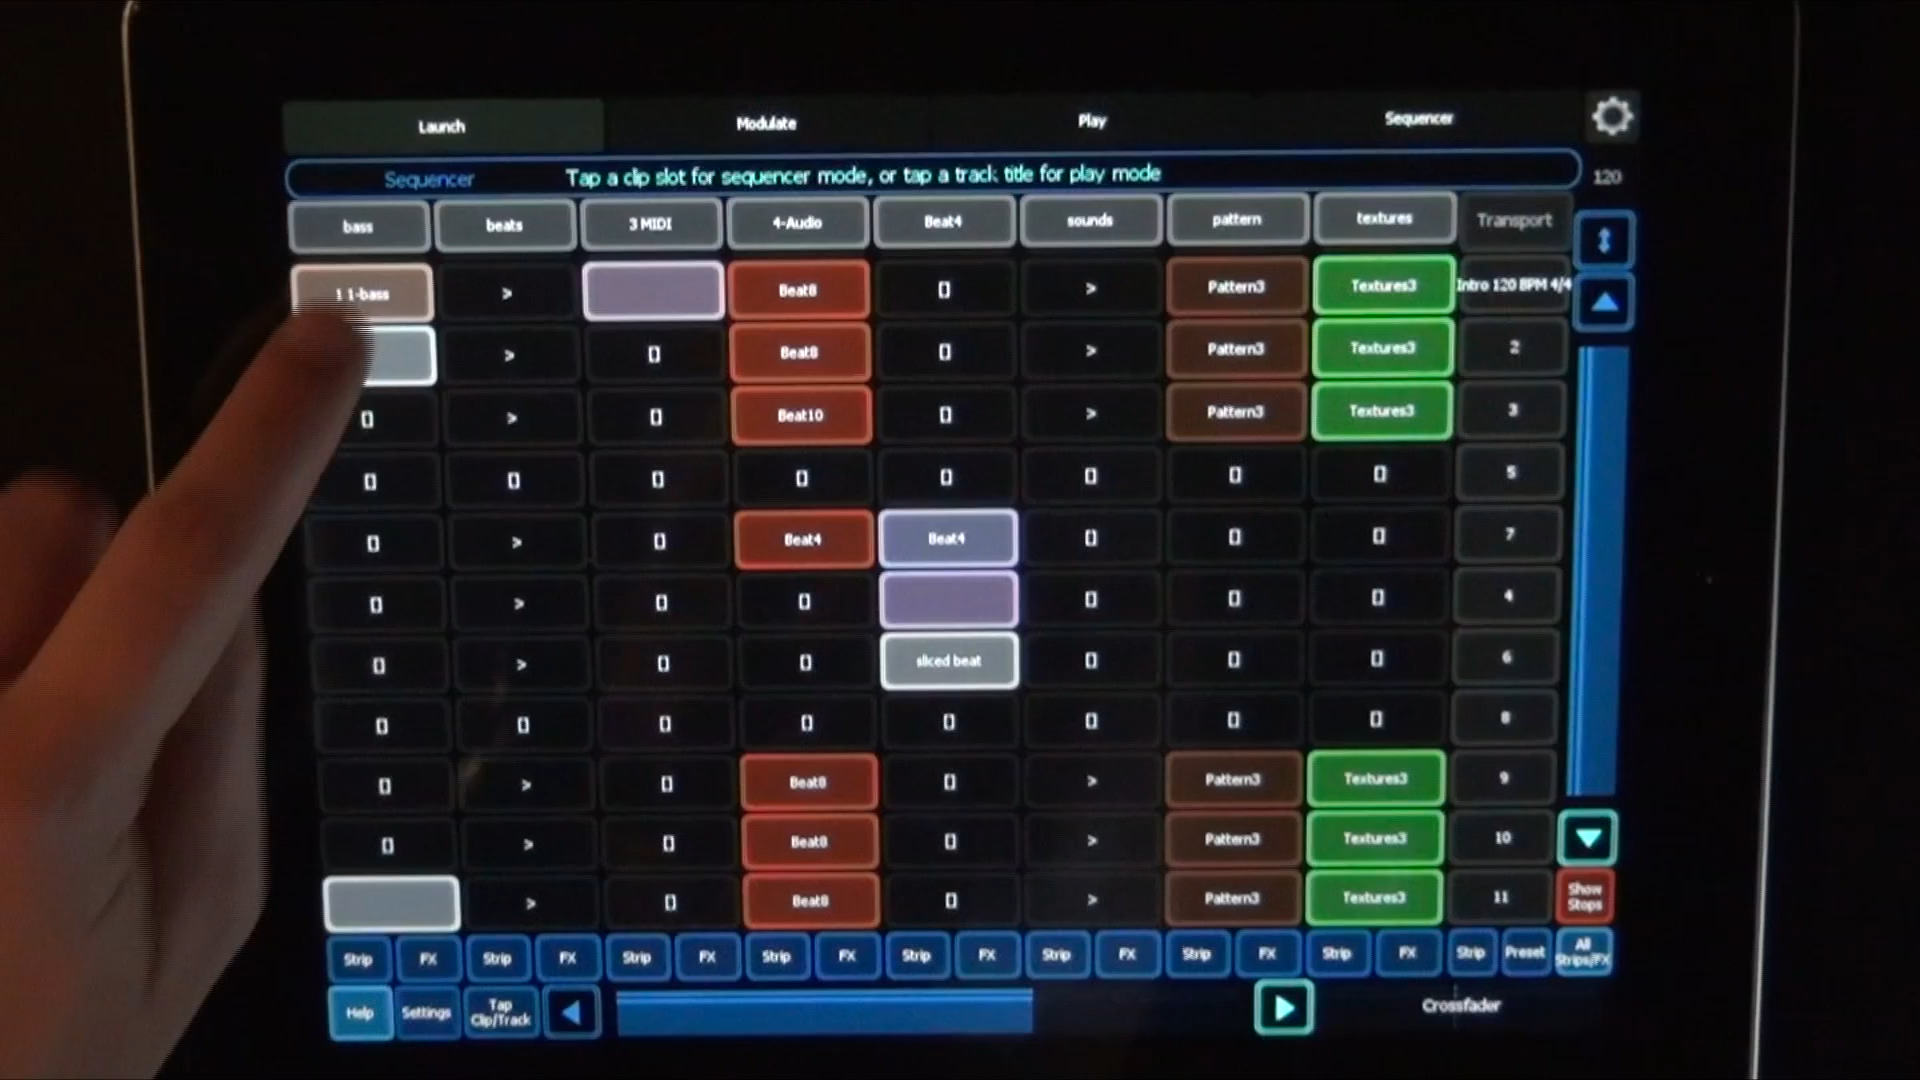 Launch Modulate Play Sequencer
Sequencer Tap a clip slot for sequencer mode, or tap a track title for play mode 120
bass beats 3 MIDI 4-Audio Beat4 sounds pattern textures Transport
1 1-bass > Beat8 [] > Pattern3 Textures3 Intro 120 BPM 4/4
> [] Beat8 [] > Pattern3 Textures3 2
[] > [] Beat10 [] > Pattern3 Textures3 3
[] [] [] [] [] [] [] [] 5
[] > [] Beat4 Beat4 [] [] [] 7
[] > [] [] [] [] [] 4
[] > [] [] sliced beat [] [] [] 6
[] [] [] [] [] [] [] [] 8
[] > [] Beat8 [] > Pattern3 Textures3 9
[] > [] Beat8 [] > Pattern3 Textures3 10
> [] Beat8 [] > Pattern3 Textures3 11
Show
Stops
Strip FX Strip FX Strip FX Strip FX Strip FX Strip FX Strip FX Strip FX Strip Preset All
Strips/FX
Help Settings Tap
Clip/Track Crossfader